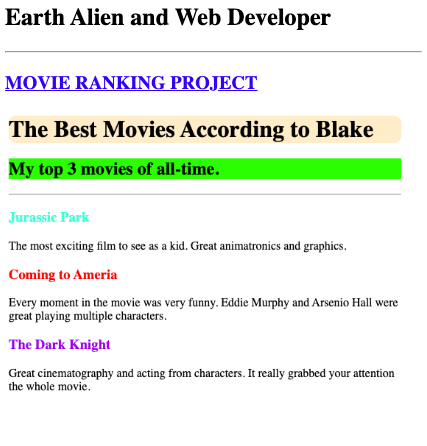 Earth Alien and Web Developer
MOVIE RANKING PROJECT
The Best Movies According to Blake
My top 3 movies of all-time.
Jurassic Park
The most exciting film to see as a kid. Great animatronics and graphics.
Coming to Ameria
Every moment in the movie was very funny. Eddie Murphy and Arsenio Hall were
great playing multiple characters.
The Dark Knight
Great cinematography and acting from characters. It really grabbed your attention
the whole movie.